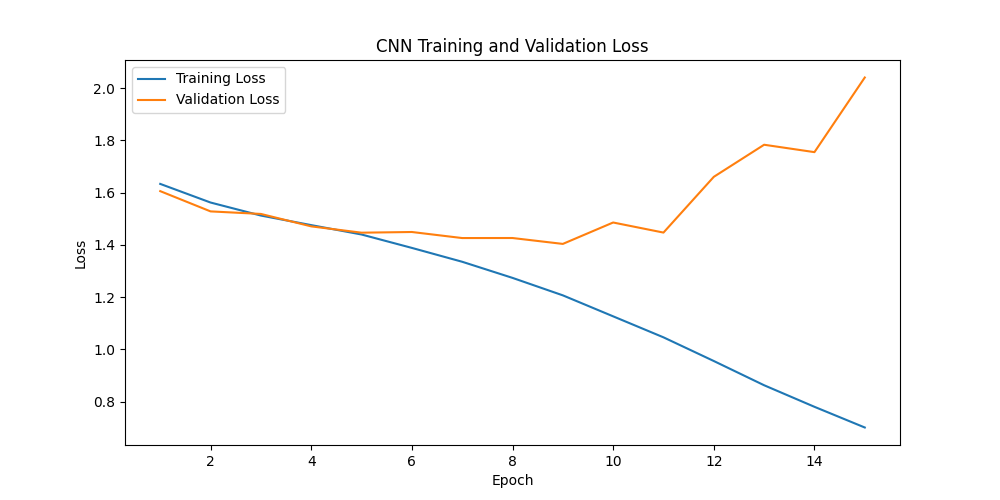 CNN Training and Validation Loss
Training Loss
Validation Loss
2.0
1.8
1.6
1.4
1.2
1.0
0.8
Loss
2 4 6 8 10 12 14
Epoch